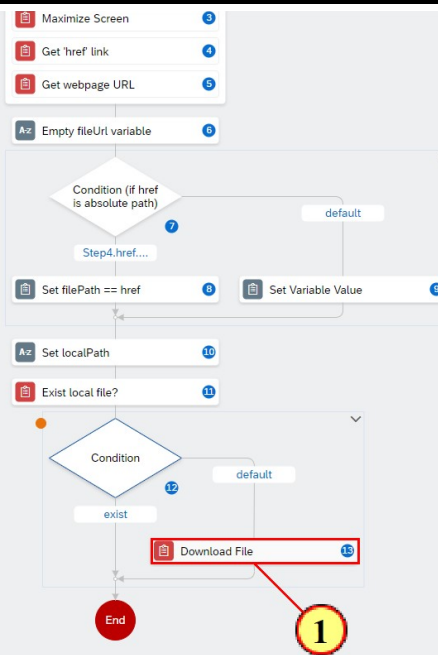 Maximize Screen 3
Get 'href' link 4
Get webpage URL 5
A-z Empty fileUrl variable 6
Condition (if href
is absolute path)
7
default
Step4.href....
Set filePath == href 8
Set Variable Value 9
A-z Set localPath 10
Exist local file? 11
Condition
12
default
exist
Download File 13
End
1